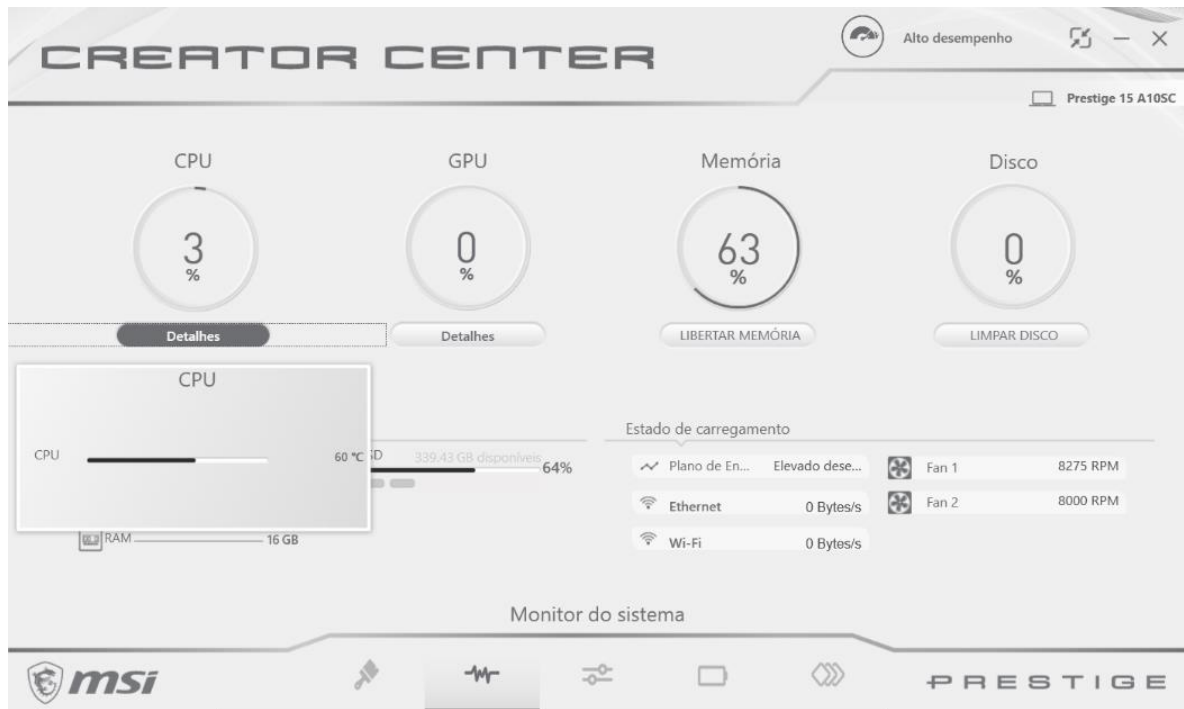 CREATOR CENTER
Alto desempenho
Prestige 15 A10SC
CPU
GPU
Memória
Disco
3
%
0
%
63
%
0
%
Detalhes
Detalhes
LIBERTAR MEMÓRIA
LIMPAR DISCO
CPU
CPU 60 °C
SD 339.43 GB disponíveis 64%
RAM 16 GB
Estado de carregamento
Plano de En... Elevado dese...
Ethernet 0 Bytes/s
Wi-Fi 0 Bytes/s
Fan 1 8275 RPM
Fan 2 8000 RPM
Monitor do sistema
msi
PRESTIGE